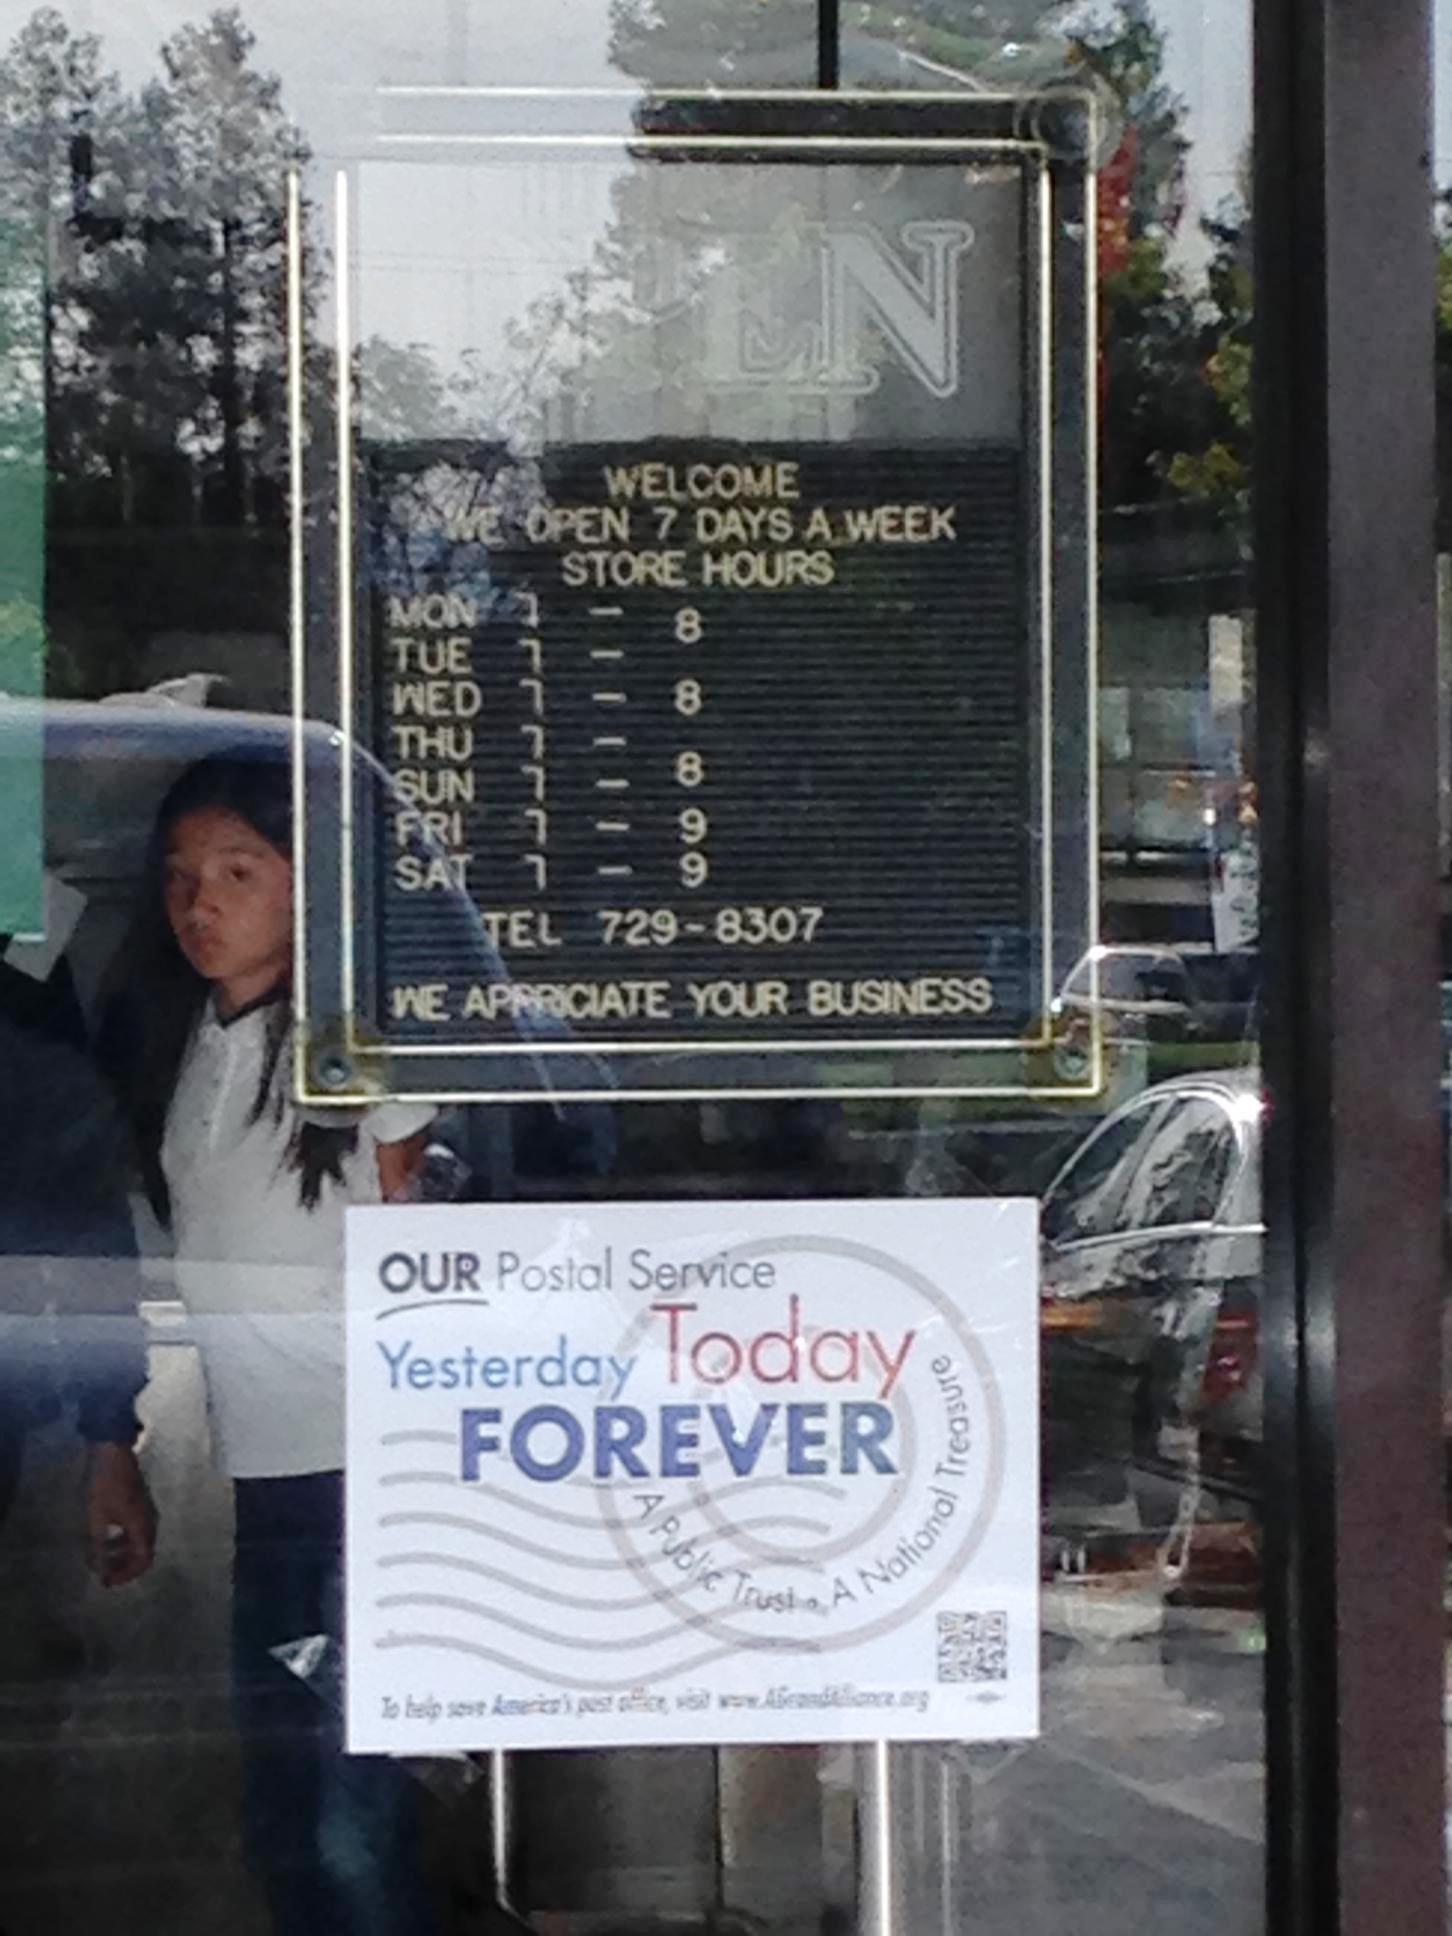 EN
WELCOME
WE OPEN 7 DAYS A WEEK
STORE HOURS
MON 7 - 8
TUE 7 -
WED 7 - 8
THU 7 -
SUN 7 - 8
FRI 7 - 9
SAT 7 - 9
TEL 729-8307
WE APPRICIATE YOUR BUSINESS
OUR Postal Service
Yesterday Today
FOREVER
A Public Trust • A National Treasure
To help save America's post office, visit www.AGrandAlliance.org